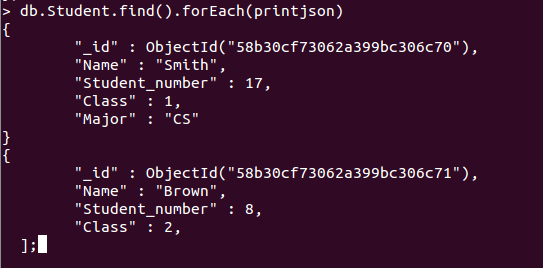 > db.Student.find().forEach(printjson)
{
        "_id" : ObjectId("58b30cf73062a399bc306c70"),
        "Name" : "Smith",
        "Student_number" : 17,
        "Class" : 1,
        "Major" : "CS"
}
{
        "_id" : ObjectId("58b30cf73062a399bc306c71"),
        "Name" : "Brown",
        "Student_number" : 8,
        "Class" : 2,
  ];